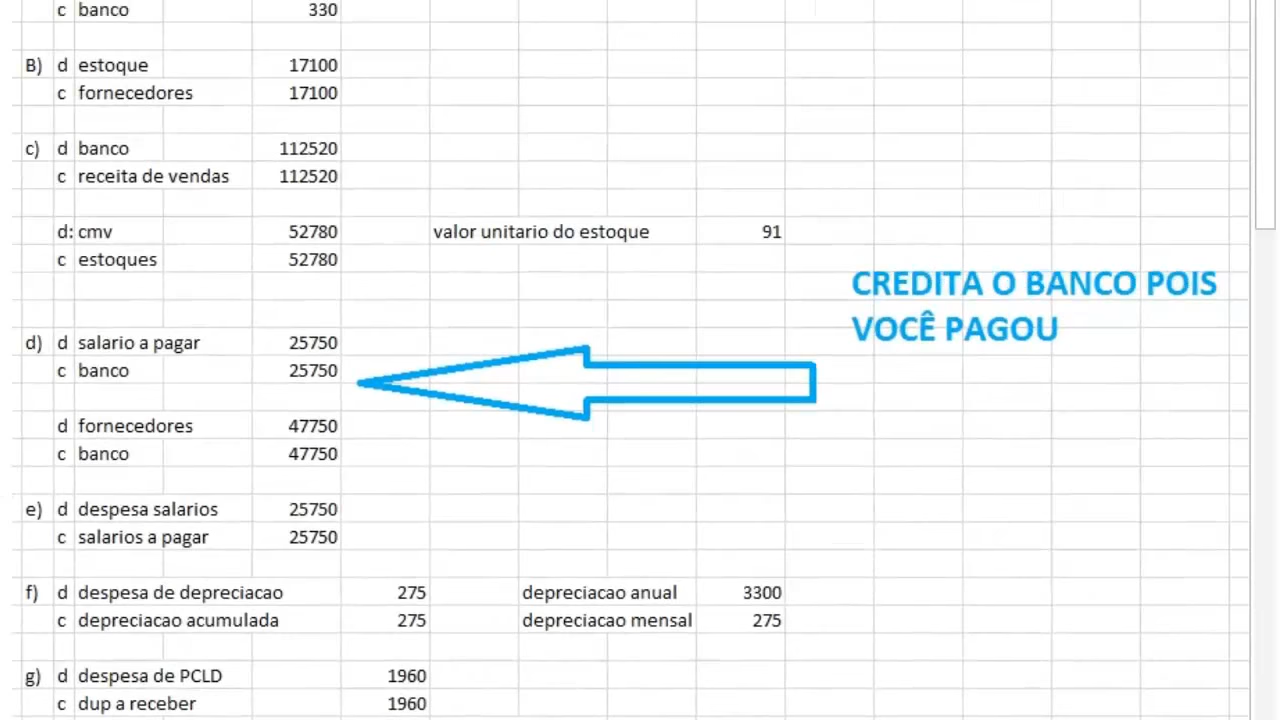 c banco 330
B) d estoque 17100
c fornecedores 17100
c) d banco 112520
c receita de vendas 112520
d: cmv 52780 valor unitario do estoque 91
c estoques 52780
CREDITA O BANCO POIS
VOCÊ PAGOU
d) d salario a pagar 25750
c banco 25750
d fornecedores 47750
c banco 47750
e) d despesa salarios 25750
c salarios a pagar 25750
f) d despesa de depreciacao 275 depreciacao anual 3300
c depreciacao acumulada 275 depreciacao mensal 275
g) d despesa de PCLD 1960
c dup a receber 1960